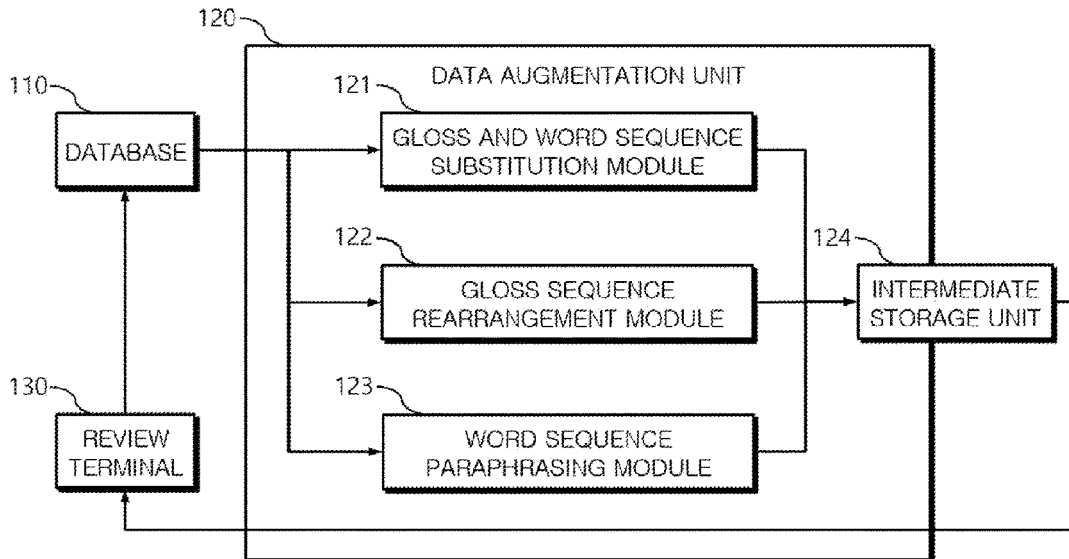 120
DATA AUGMENTATION UNIT
110
DATABASE
121
GLOSS AND WORD SEQUENCE
SUBSTITUTION MODULE
122
GLOSS SEQUENCE
REARRANGEMENT MODULE
124
INTERMEDIATE
STORAGE UNIT
130
REVIEW
TERMINAL
123
WORD SEQUENCE
PARAPHRASING MODULE